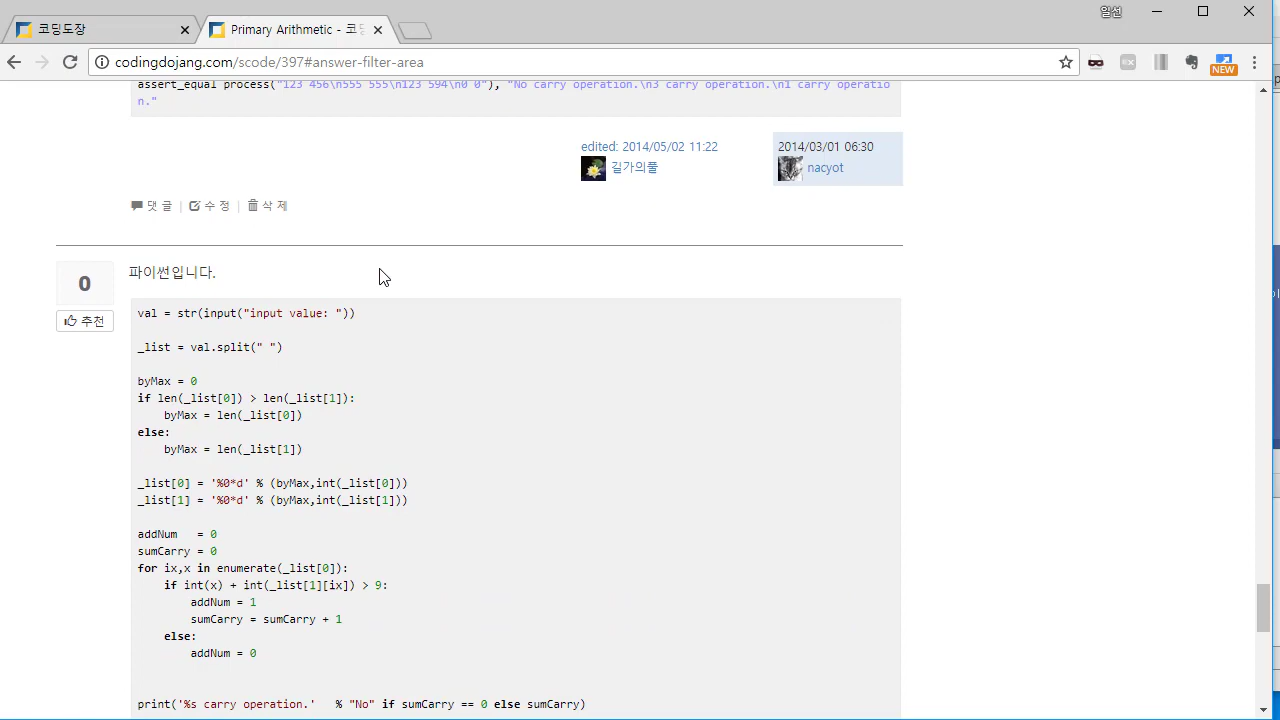 코딩도장
Primary Arithmetic - 코
일선
codingdojang.com/scode/397#answer-filter-area
NEW
assert_equal process("123 456\n555 555\n123 594\n0 0"), "No carry operation.\n3 carry operation.\n1 carry operatio
n."
edited: 2014/05/02 11:22
길가의풀
2014/03/01 06:30
nacyot
댓글 | 수정 | 삭제
0
파이썬입니다.
추천
val = str(input("input value: "))
_list = val.split(" ")
byMax = 0
if len(_list[0]) > len(_list[1]):
    byMax = len(_list[0])
else:
    byMax = len(_list[1])
_list[0] = '%0*d' % (byMax,int(_list[0]))
_list[1] = '%0*d' % (byMax,int(_list[1]))
addNum   = 0
sumCarry = 0
for ix,x in enumerate(_list[0]):
    if int(x) + int(_list[1][ix]) > 9:
        addNum = 1
        sumCarry = sumCarry + 1
    else:
        addNum = 0
print('%s carry operation.'   % "No" if sumCarry == 0 else sumCarry)